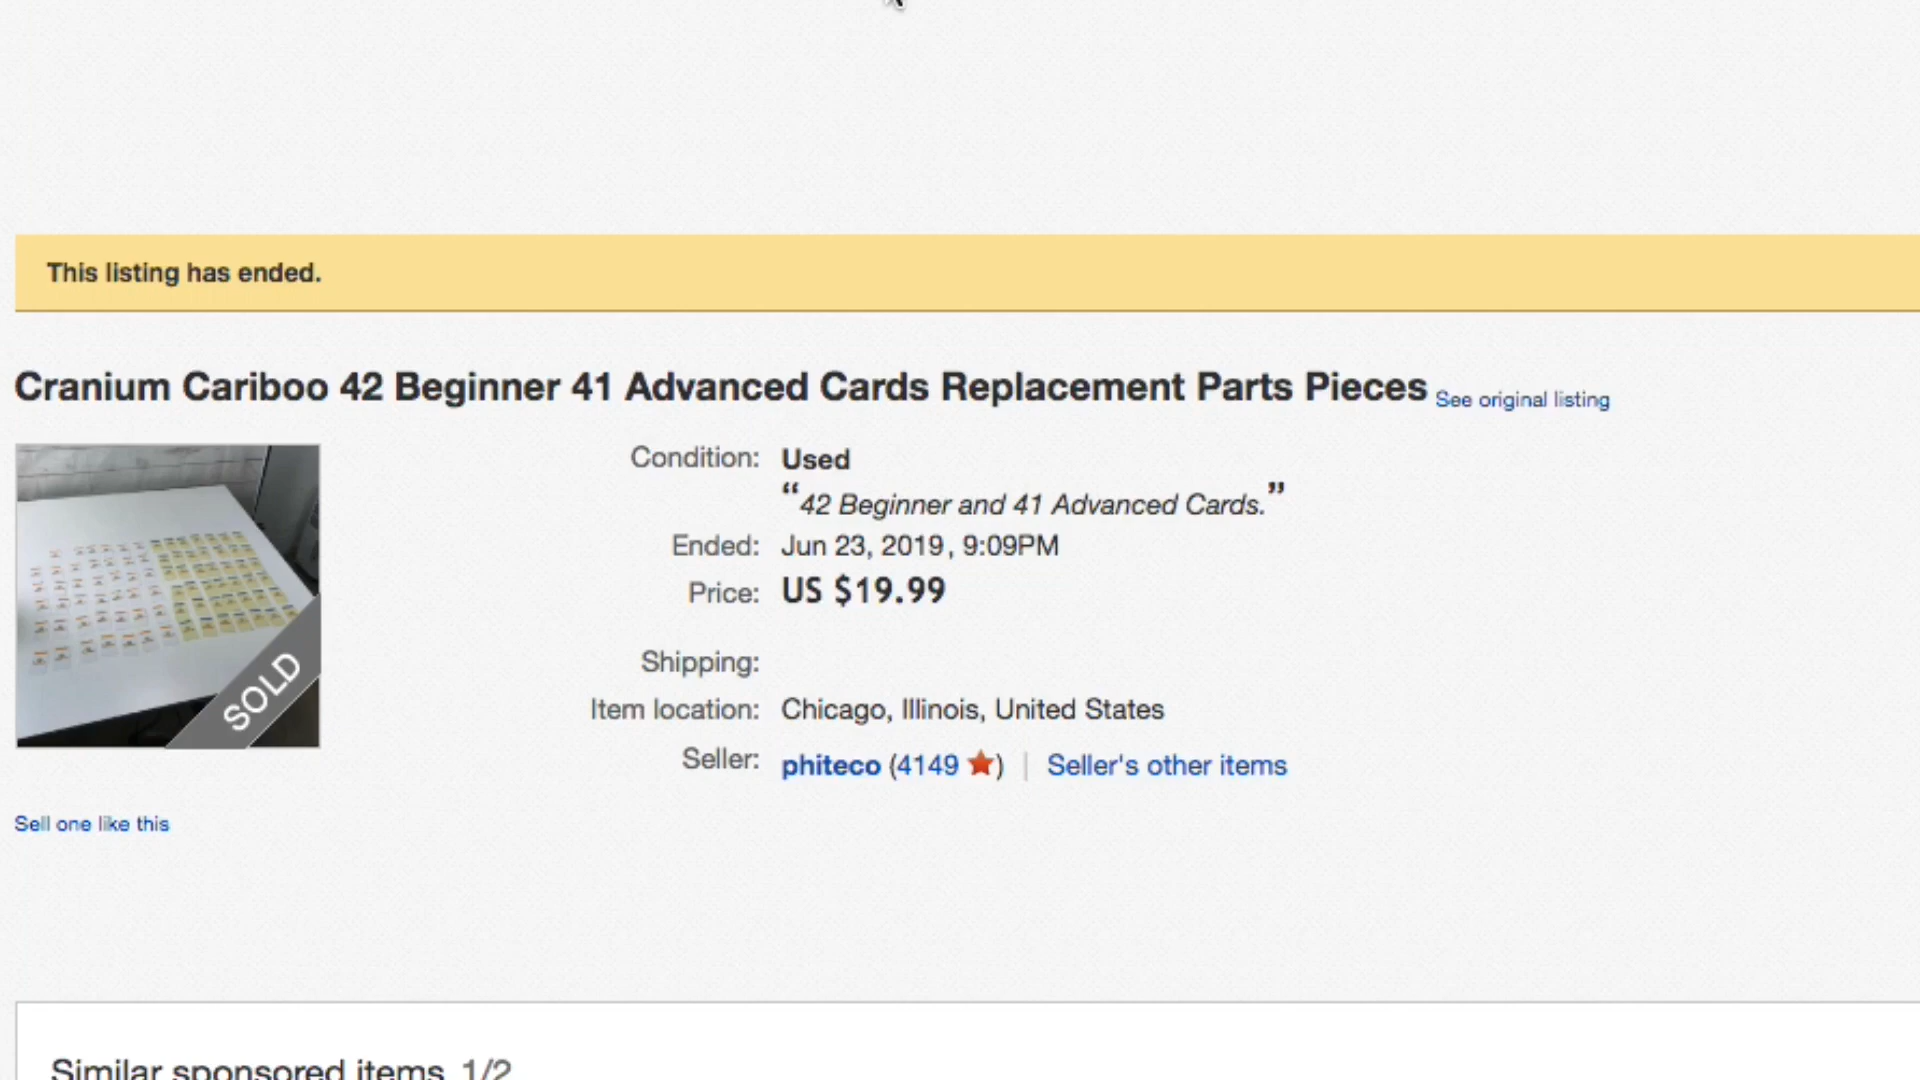 This listing has ended.
Cranium Cariboo 42 Beginner 41 Advanced Cards Replacement Parts Pieces See original listing
Condition: Used
“42 Beginner and 41 Advanced Cards.”
Ended: Jun 23, 2019, 9:09PM
Price: US $19.99
Shipping:
Item location: Chicago, Illinois, United States
Seller: phiteco (4149 ★) | Seller's other items
SOLD
Sell one like this
Similar sponsored items 1/2